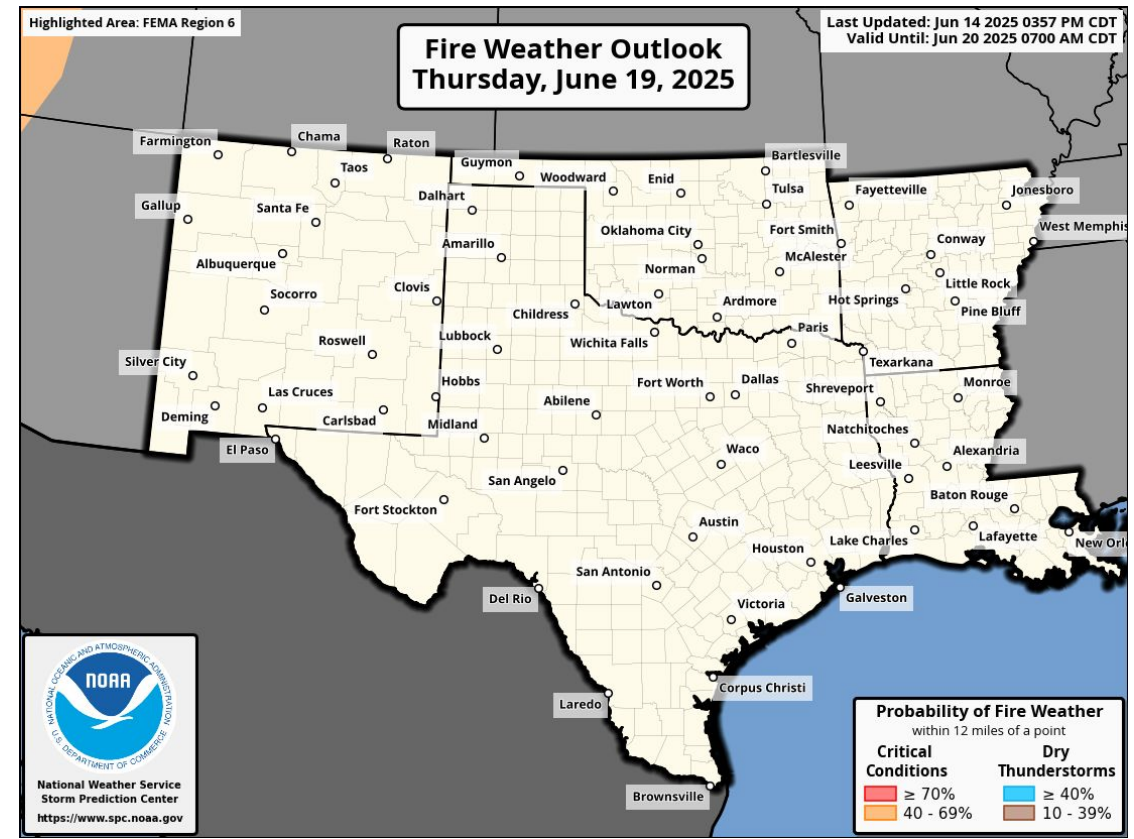 Highlighted Area: FEMA Region 6
Fire Weather Outlook
Thursday, June 19, 2025
Last Updated: Jun 14 2025 0357 PM CDT
Valid Until: Jun 20 2025 0700 AM CDT
Farmington
Chama
Raton
Taos
Guymon
Woodward
Enid
Bartlesville
Tulsa
Fayetteville
Jonesboro
Gallup
Santa Fe
Dalhart
Albuquerque
Amarillo
Oklahoma City
Fort Smith
Conway
West Memphis
Norman
McAlester
Little Rock
Socorro
Clovis
Childress
Lawton
Ardmore
Hot Springs
Pine Bluff
Roswell
Lubbock
Wichita Falls
Paris
Texarkana
Silver City
Las Cruces
Hobbs
Fort Worth
Dallas
Shreveport
Monroe
Deming
Carlsbad
Midland
Abilene
Natchitoches
El Paso
San Angelo
Waco
Leesville
Alexandria
Fort Stockton
Baton Rouge
Austin
Houston
Lake Charles
Lafayette
New Orl
Del Rio
San Antonio
Victoria
Galveston
Laredo
Corpus Christi
Brownsville
NATIONAL OCEANIC AND ATMOSPHERIC ADMINISTRATION
NOAA
U.S. DEPARTMENT OF COMMERCE
National Weather Service
Storm Prediction Center
https://www.spc.noaa.gov
Probability of Fire Weather
within 12 miles of a point
Critical Conditions
≥ 70%
40 - 69%
Dry Thunderstorms
≥ 40%
10 - 39%